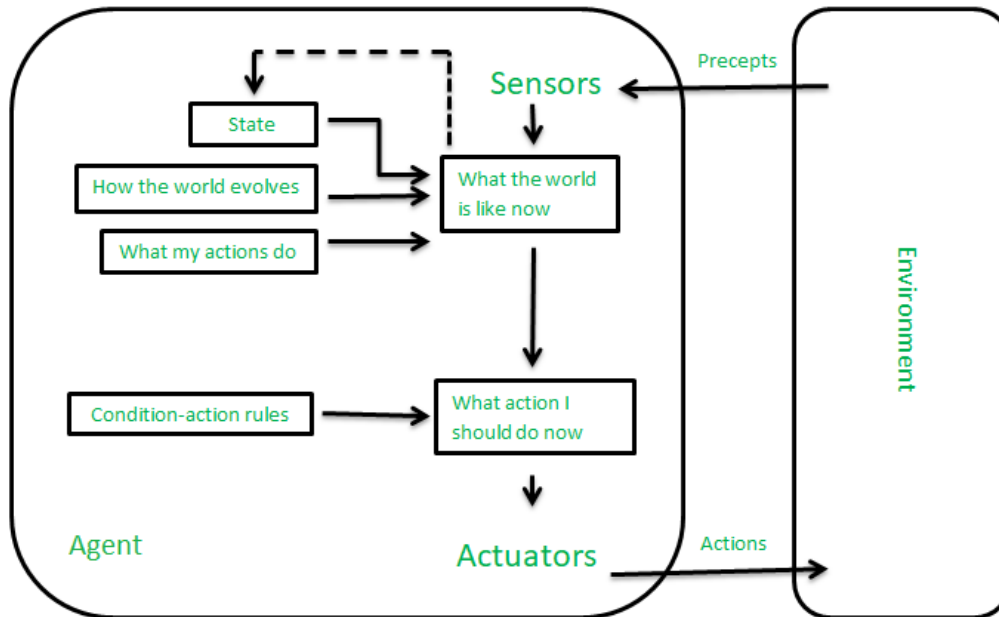 Precepts
Sensors
State
How the world evolves
What the world
is like now
What my actions do
Environment
Condition-action rules
What action I
should do now
Agent
Actuators
Actions